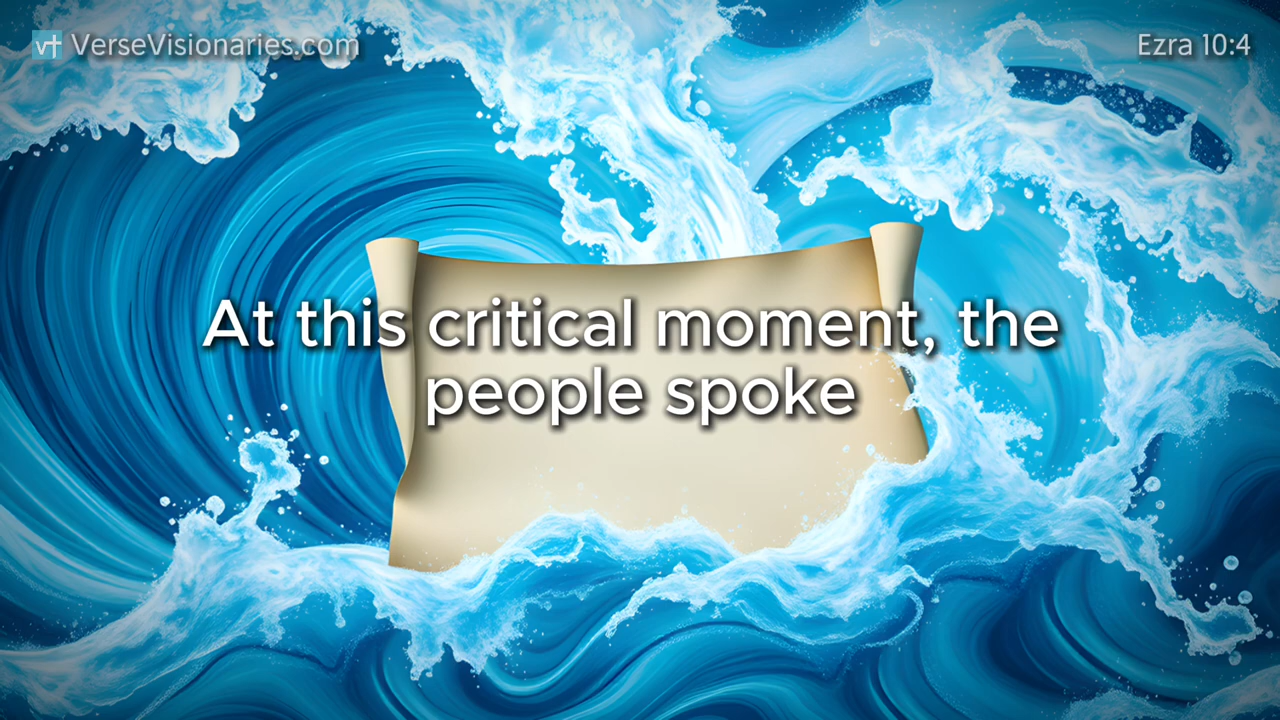 VerseVisionaries.com
Ezra 10:4
At this critical moment, the
people spoke